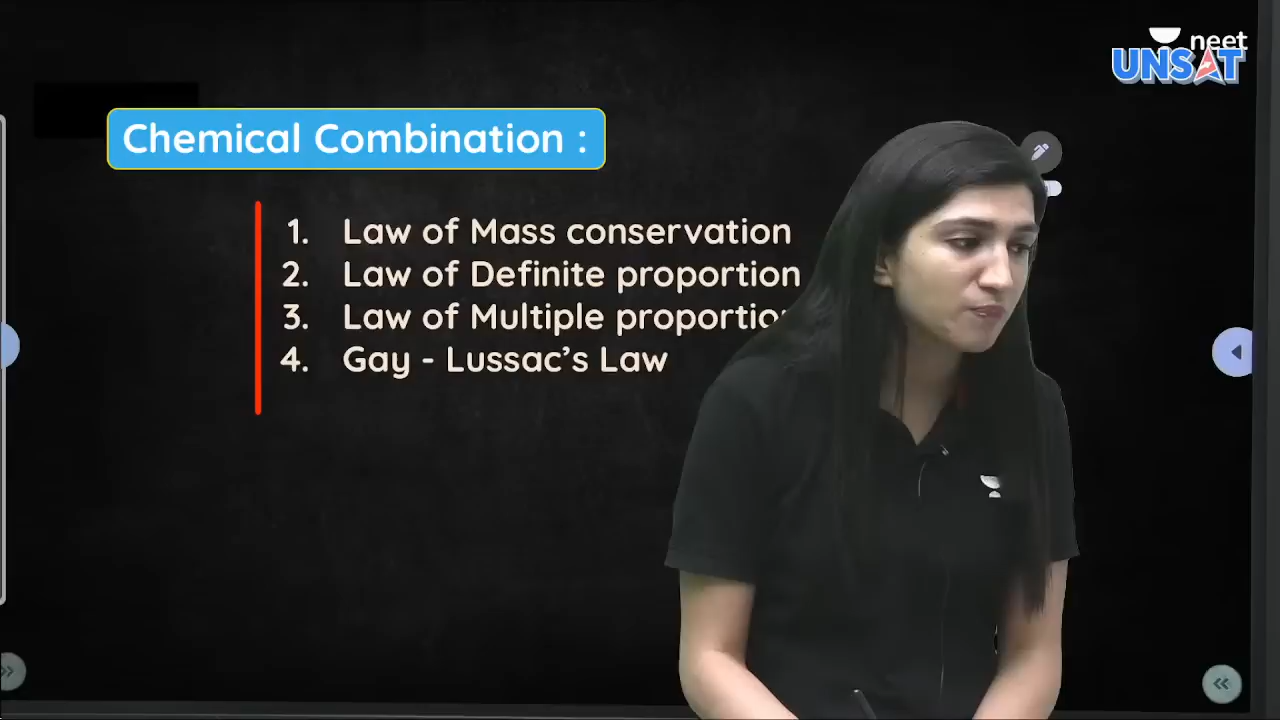 neet
UNSAT
Chemical Combination :
1. Law of Mass conservation
2. Law of Definite proportion
3. Law of Multiple
4. Gay - Lussac's Law